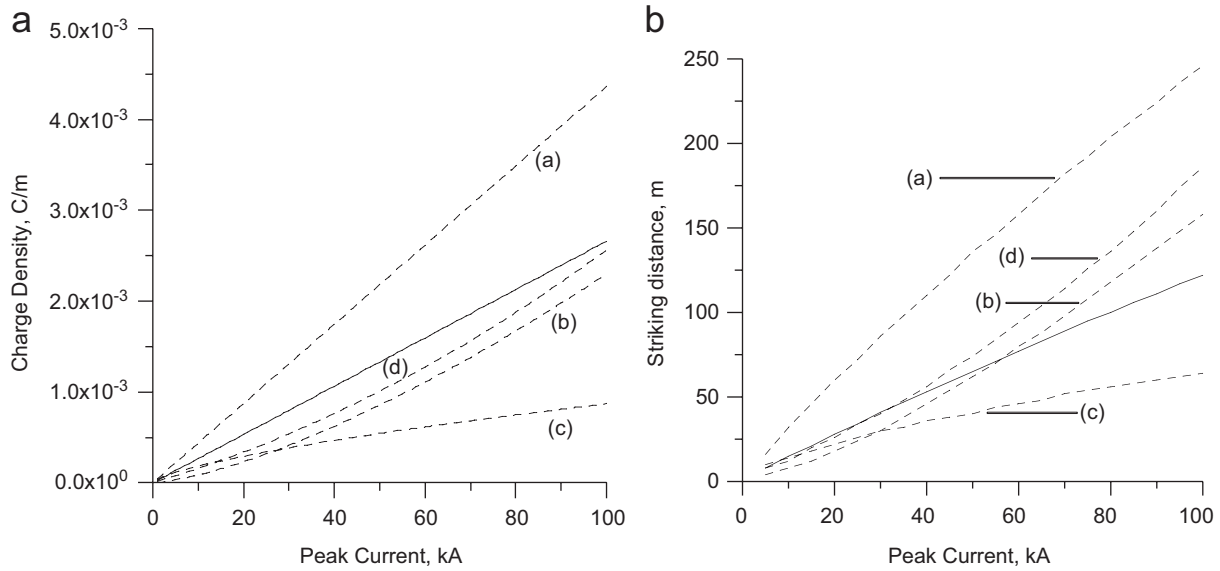 a
5.0x10⁻³
4.0x10⁻³
3.0x10⁻³
2.0x10⁻³
1.0x10⁻³
0.0x10⁰
Charge Density, C/m
(a)
(b)
(d)
(c)
0 20 40 60 80 100
Peak Current, kA
b
250
200
150
100
50
0
Striking distance, m
(a)
(d)
(b)
(c)
0 20 40 60 80 100
Peak Current, kA